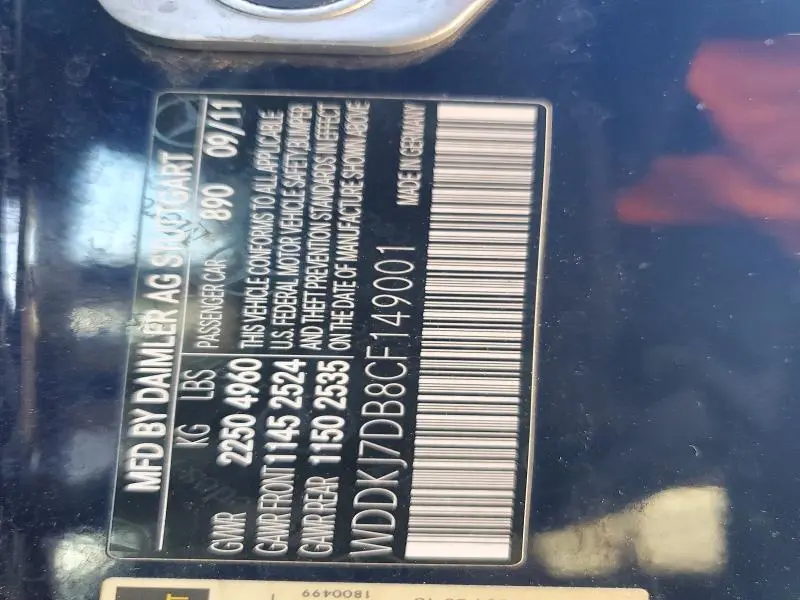 MFD BY DAIMLER AG STUTTGART
KG LBS PASSENGER CAR 890 09/11
GVWR 2250 4960 THIS VEHICLE CONFORMS TO ALL APPLICABLE
GAWR FRONT 1145 2524 U.S. FEDERAL MOTOR VEHICLE SAFETY BUMPER
GAWR REAR 1150 2535 AND THEFT PREVENTION STANDARDS IN EFFECT
ON THE DATE OF MANUFACTURE SHOWN ABOVE
WDDKJ7DB8CF149001 MADE IN GERMANY
1800499